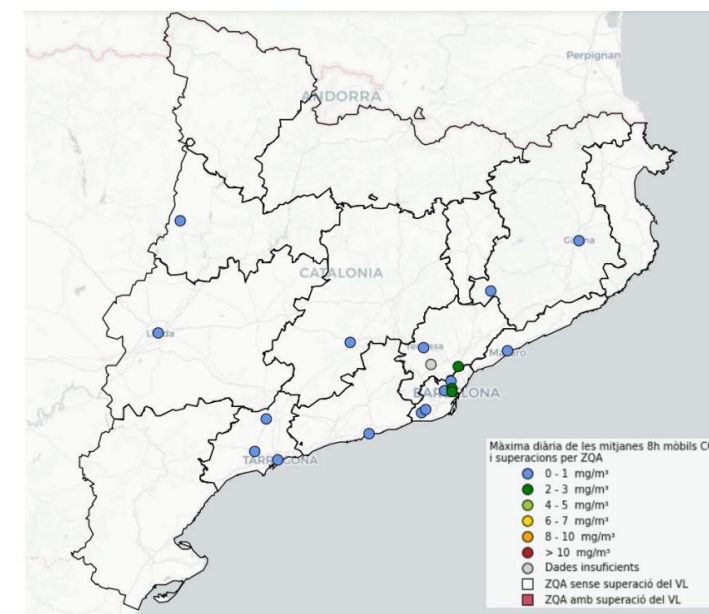 Perpignan
ANDORRA
Girona
CATALONIA
Lleida
Terrassa
Mataró
BARCELONA
TARRAGONA
Màxima diària de les mitjanes 8h mòbils CO
i superacions per ZQA
0 - 1 mg/m³
2 - 3 mg/m³
4 - 5 mg/m³
6 - 7 mg/m³
8 - 10 mg/m³
> 10 mg/m³
Dades insuficients
ZQA sense superació del VL
ZQA amb superació del VL